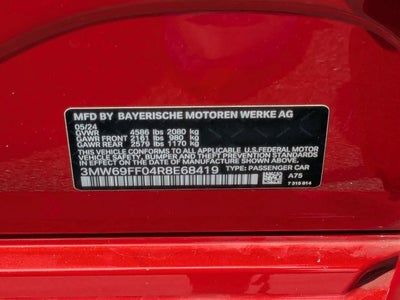 MFD BY BAYERISCHE MOTOREN WERKE AG
05/24
GVWR 4586 lbs 2080 kg
GAWR FRONT 2161 lbs 980 kg
GAWR REAR 2579 lbs 1170 kg
THIS VEHICLE CONFORMS TO ALL APPLICABLE U.S. FEDERAL MOTOR
VEHICLE SAFETY, BUMPER AND THEFT PREVENTION STANDARDS IN
EFFECT ON THE DATE OF MANUFACTURE SHOWN ABOVE.
3MW69FF04R8E68419 TYPE: PASSENGER CAR
A75
7 310 814